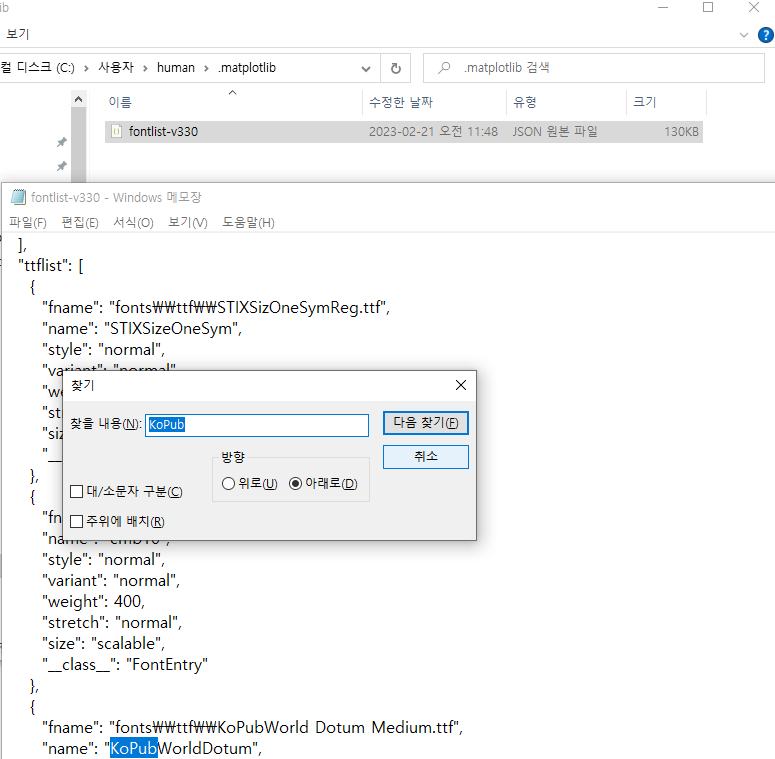 ib
보기
컬 디스크 (C:) › 사용자 › human › .matplotlib
.matplotlib 검색
이름 수정한 날짜 유형 크기
fontlist-v330 2023-02-21 오전 11:48 JSON 원본 파일 130KB
fontlist-v330 - Windows 메모장
파일(F) 편집(E) 서식(O) 보기(V) 도움말(H)
],
"ttflist": [
{
"fname": "fonts₩₩ttf₩₩STIXSizOneSymReg.ttf",
"name": "STIXSizeOneSym",
"style": "normal",
"variant": "normal",
"we
"st
"siz
"__
},
{
"fn
"name": "cmb10",
찾기
찾을 내용(N): KoPub
다음 찾기(F)
취소
방향
위로(U) 아래로(D)
대/소문자 구분(C)
주위에 배치(R)
"style": "normal",
"variant": "normal",
"weight": 400,
"stretch": "normal",
"size": "scalable",
"__class__": "FontEntry"
},
{
"fname": "fonts₩₩ttf₩₩KoPubWorld Dotum Medium.ttf",
"name": "KoPubWorldDotum",